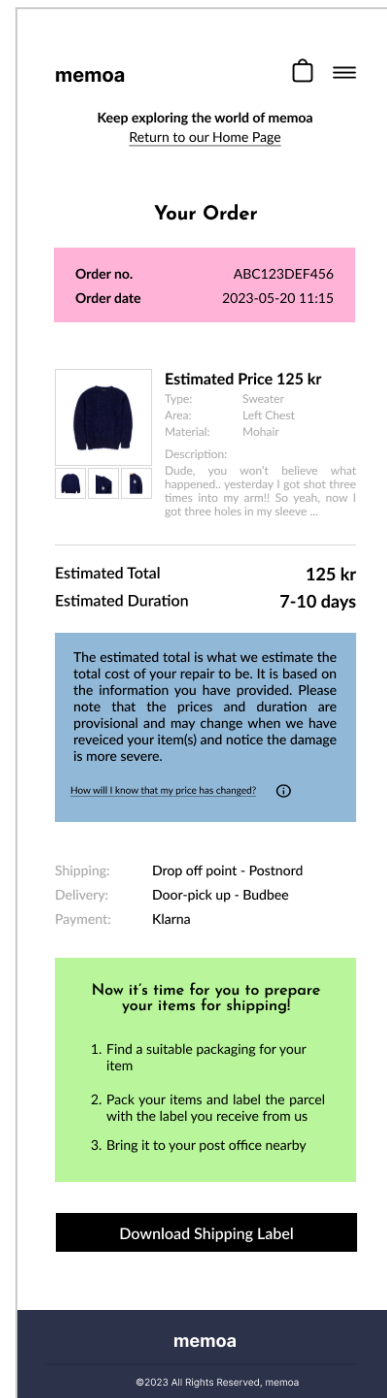 memoa
Keep exploring the world of memoa
Return to our Home Page
Your Order
Order no. ABC123DEF456
Order date 2023-05-20 11:15
Estimated Price 125 kr
Type: Sweater
Area: Left Chest
Material: Mohair
Description:
Dude, you won't believe what
happened.. yesterday I got shot three
times into my arm!! So yeah, now I
got three holes in my sleeve ...
Estimated Total 125 kr
Estimated Duration 7-10 days
The estimated total is what we estimate the
total cost of your repair to be. It is based on
the information you have provided. Please
note that the prices and duration are
provisional and may change when we have
reveiced your item(s) and notice the damage
is more severe.
How will I know that my price has changed?
Shipping: Drop off point - Postnord
Delivery: Door-pick up - Budbee
Payment: Klarna
Now it´s time for you to prepare
your items for shipping!
1. Find a suitable packaging for your
item
2. Pack your items and label the parcel
with the label you receive from us
3. Bring it to your post office nearby
Download Shipping Label
memoa
©2023 All Rights Reserved, memoa